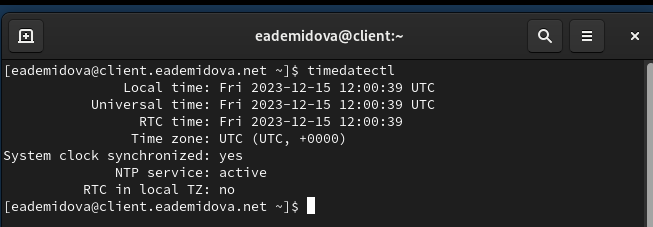 eademidova@client:~
[eademidova@client.eademidova.net ~]$ timedatectl
Local time: Fri 2023-12-15 12:00:39 UTC
Universal time: Fri 2023-12-15 12:00:39 UTC
RTC time: Fri 2023-12-15 12:00:39
Time zone: UTC (UTC, +0000)
System clock synchronized: yes
NTP service: active
RTC in local TZ: no
[eademidova@client.eademidova.net ~]$